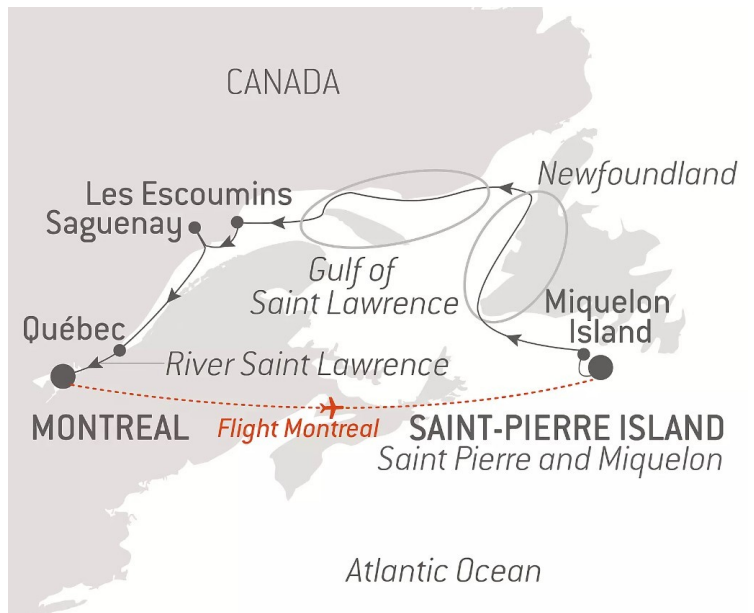 CANADA
Newfoundland
Les Escoumins
Saguenay
Gulf of
Saint Lawrence
Miquelon
Island
Québec
River Saint Lawrence
MONTREAL
Flight Montreal
SAINT-PIERRE ISLAND
Saint Pierre and Miquelon
Atlantic Ocean